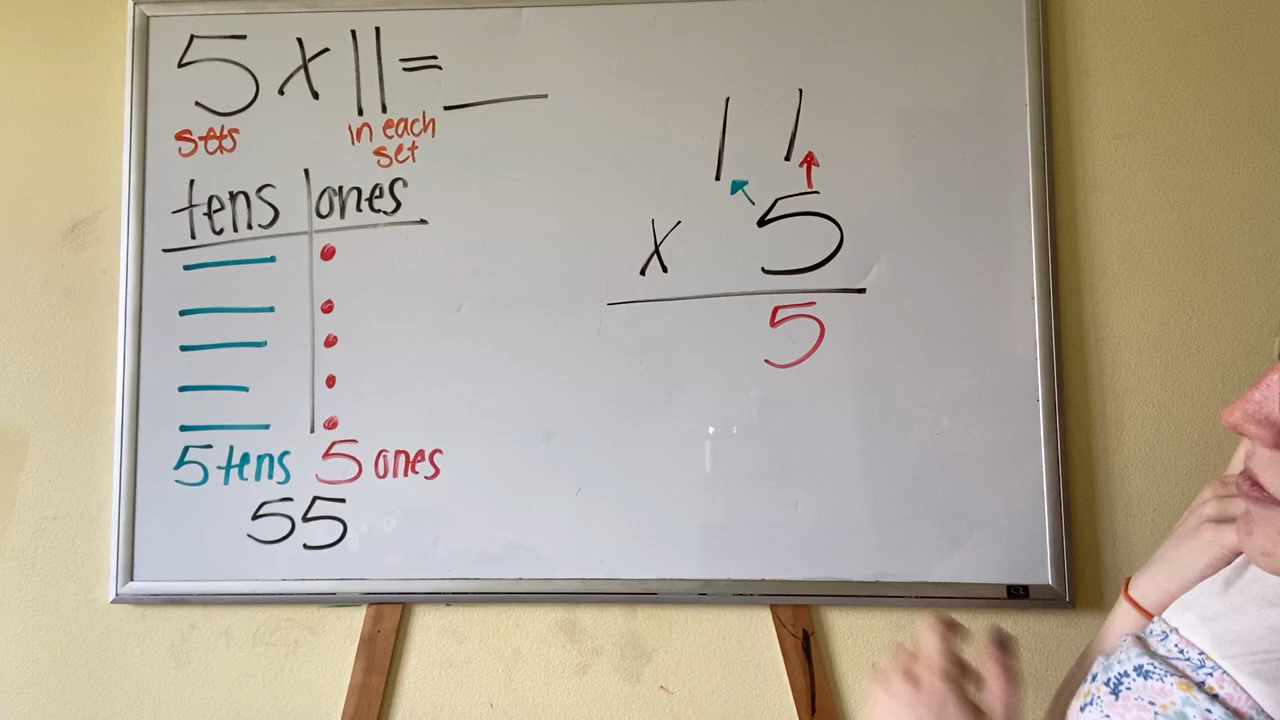 5 x 11 = ___
sets in each
set
tens ones
5 tens 5 ones
55
11
x 5
5